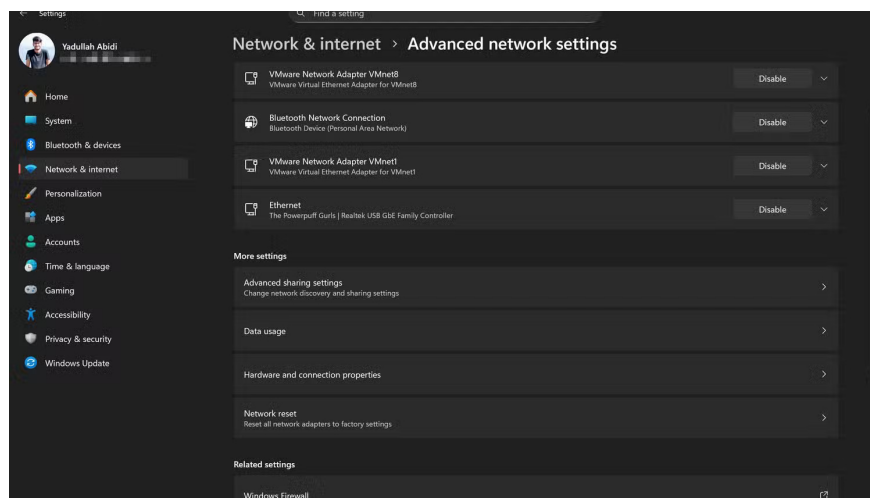 Settings
Find a setting
Yadullah Abidi
Home
System
Bluetooth & devices
Network & internet
Personalization
Apps
Accounts
Time & language
Gaming
Accessibility
Privacy & security
Windows Update
Network & internet > Advanced network settings
VMware Network Adapter VMnet8
VMware Virtual Ethernet Adapter for VMnet8
Disable
Bluetooth Network Connection
Bluetooth Device (Personal Area Network)
Disable
VMware Network Adapter VMnet1
VMware Virtual Ethernet Adapter for VMnet1
Disable
Ethernet
The Powerpuff Gurls | Realtek USB GbE Family Controller
Disable
More settings
Advanced sharing settings
Change network discovery and sharing settings
Data usage
Hardware and connection properties
Network reset
Reset all network adapters to factory settings
Related settings
Windows Firewall